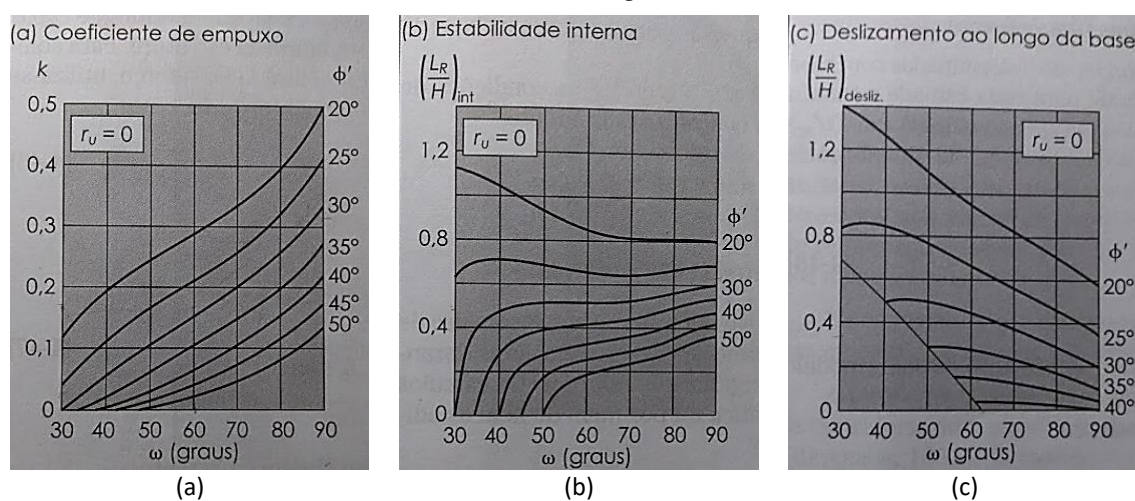 (a) Coeficiente de empuxo
k
ϕ'
0,5
0,4
0,3
0,2
0,1
0
r_u = 0
20°
25°
30°
35°
40°
45°
50°
30 40 50 60 70 80 90
ω (graus)
(a)
(b) Estabilidade interna
(L_R/H)int
1,2
0,8
0,4
0
r_u = 0
ϕ'
20°
30°
40°
50°
30 40 50 60 70 80 90
ω (graus)
(b)
(c) Deslizamento ao longo da base
(L_R/H)desliz.
1,2
0,8
0,4
0
r_u = 0
ϕ'
20°
25°
30°
35°
40°
30 40 50 60 70 80 90
ω (graus)
(c)